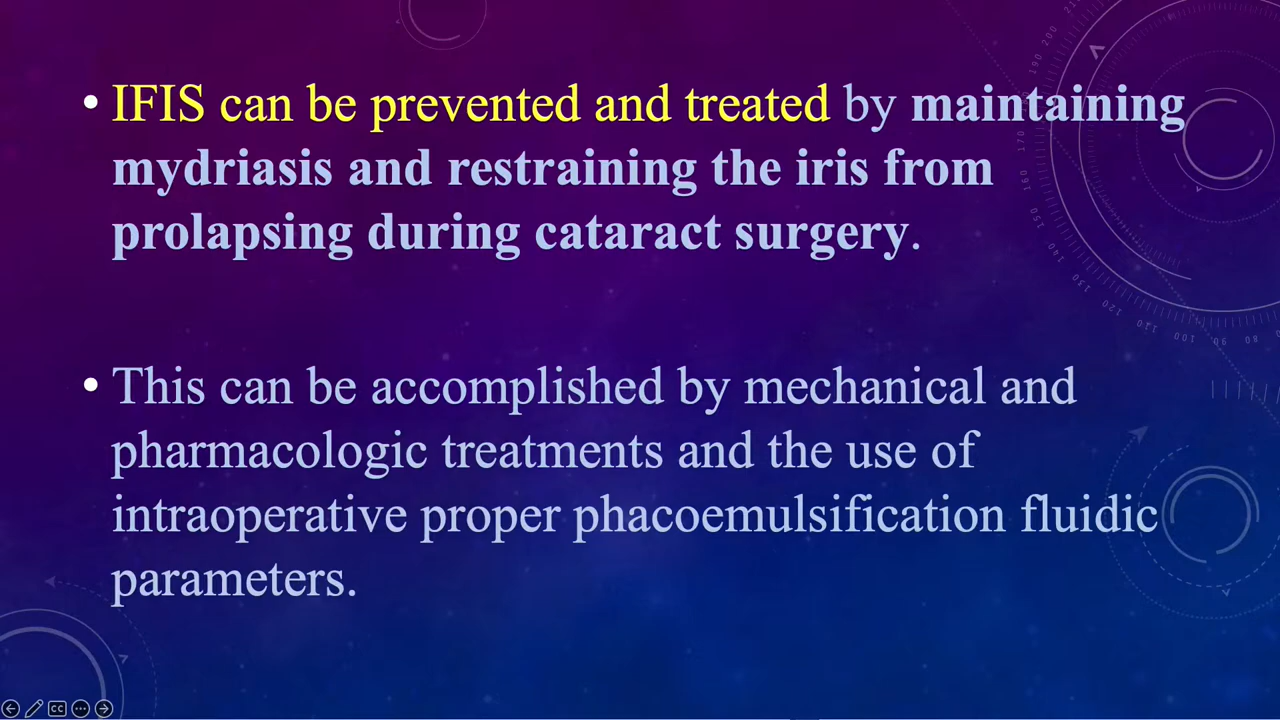 • IFIS can be prevented and treated by maintaining
mydriasis and restraining the iris from
prolapsing during cataract surgery.
• This can be accomplished by mechanical and
pharmacologic treatments and the use of
intraoperative proper phacoemulsification fluidic
parameters.